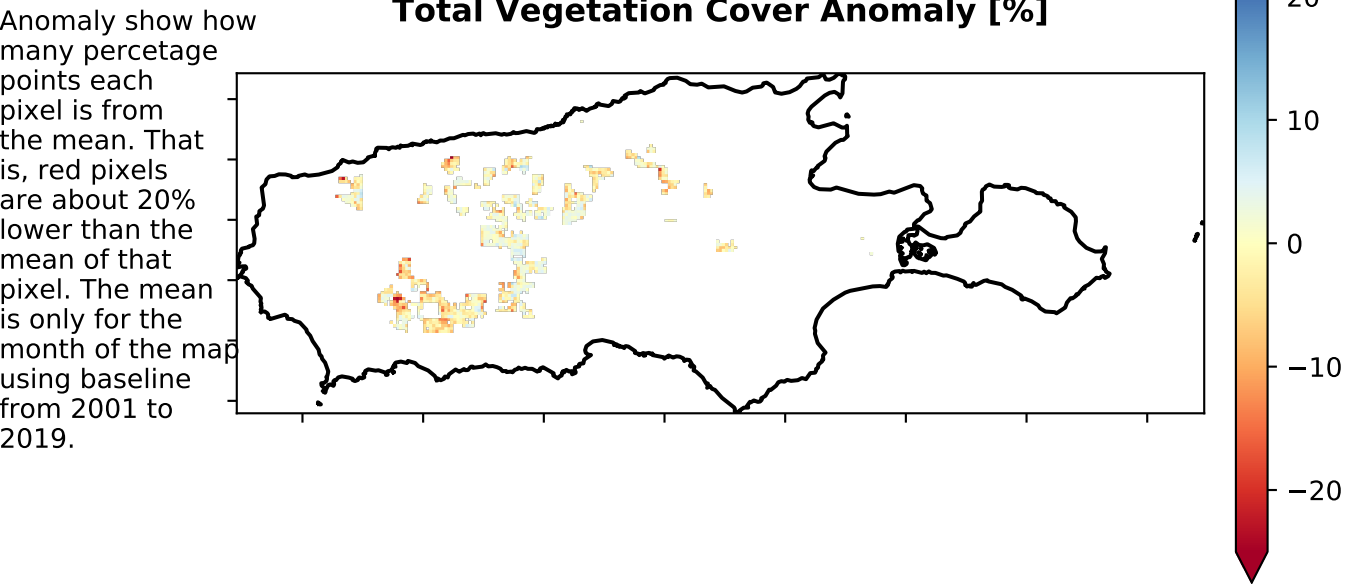 Total Vegetation Cover Anomaly [%]
Anomaly show how
many percetage
points each
pixel is from
the mean. That
is, red pixels
are about 20%
lower than the
mean of that
pixel. The mean
is only for the
month of the map
using baseline
from 2001 to
2019.
20
10
0
−10
−20